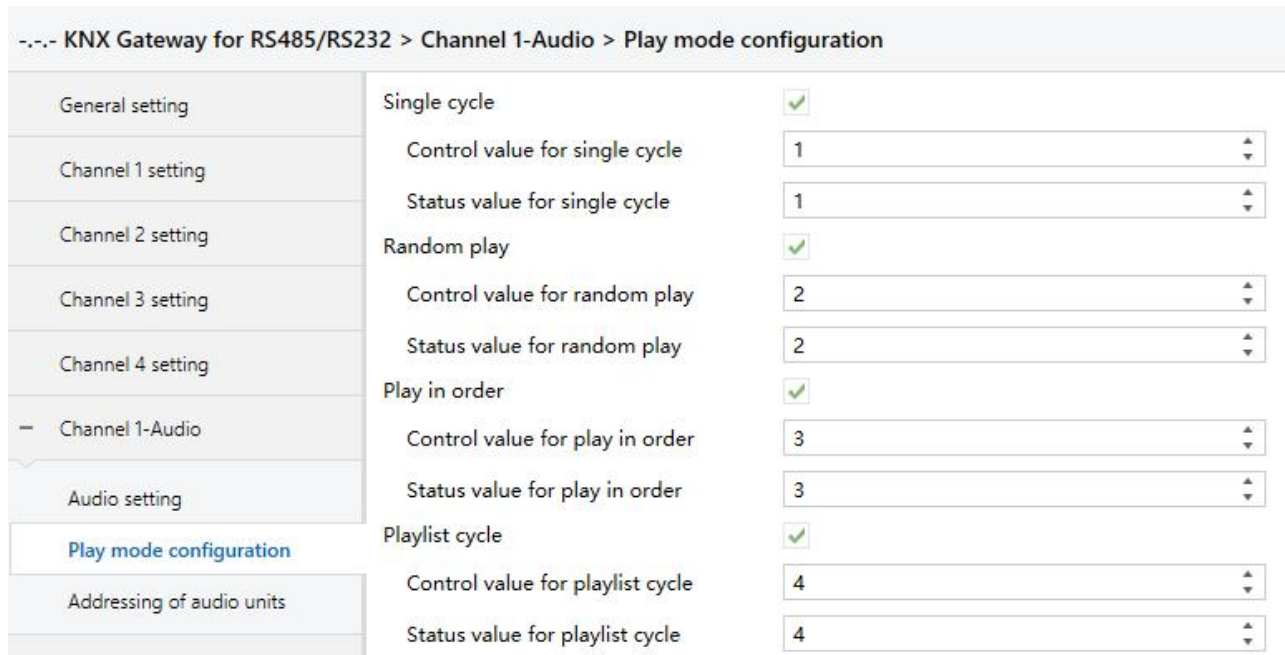 -.-.- KNX Gateway for RS485/RS232 > Channel 1-Audio > Play mode configuration
General setting
Channel 1 setting
Channel 2 setting
Channel 3 setting
Channel 4 setting
– Channel 1-Audio
Audio setting
Play mode configuration
Addressing of audio units
Single cycle
Control value for single cycle 1
Status value for single cycle 1
Random play
Control value for random play 2
Status value for random play 2
Play in order
Control value for play in order 3
Status value for play in order 3
Playlist cycle
Control value for playlist cycle 4
Status value for playlist cycle 4